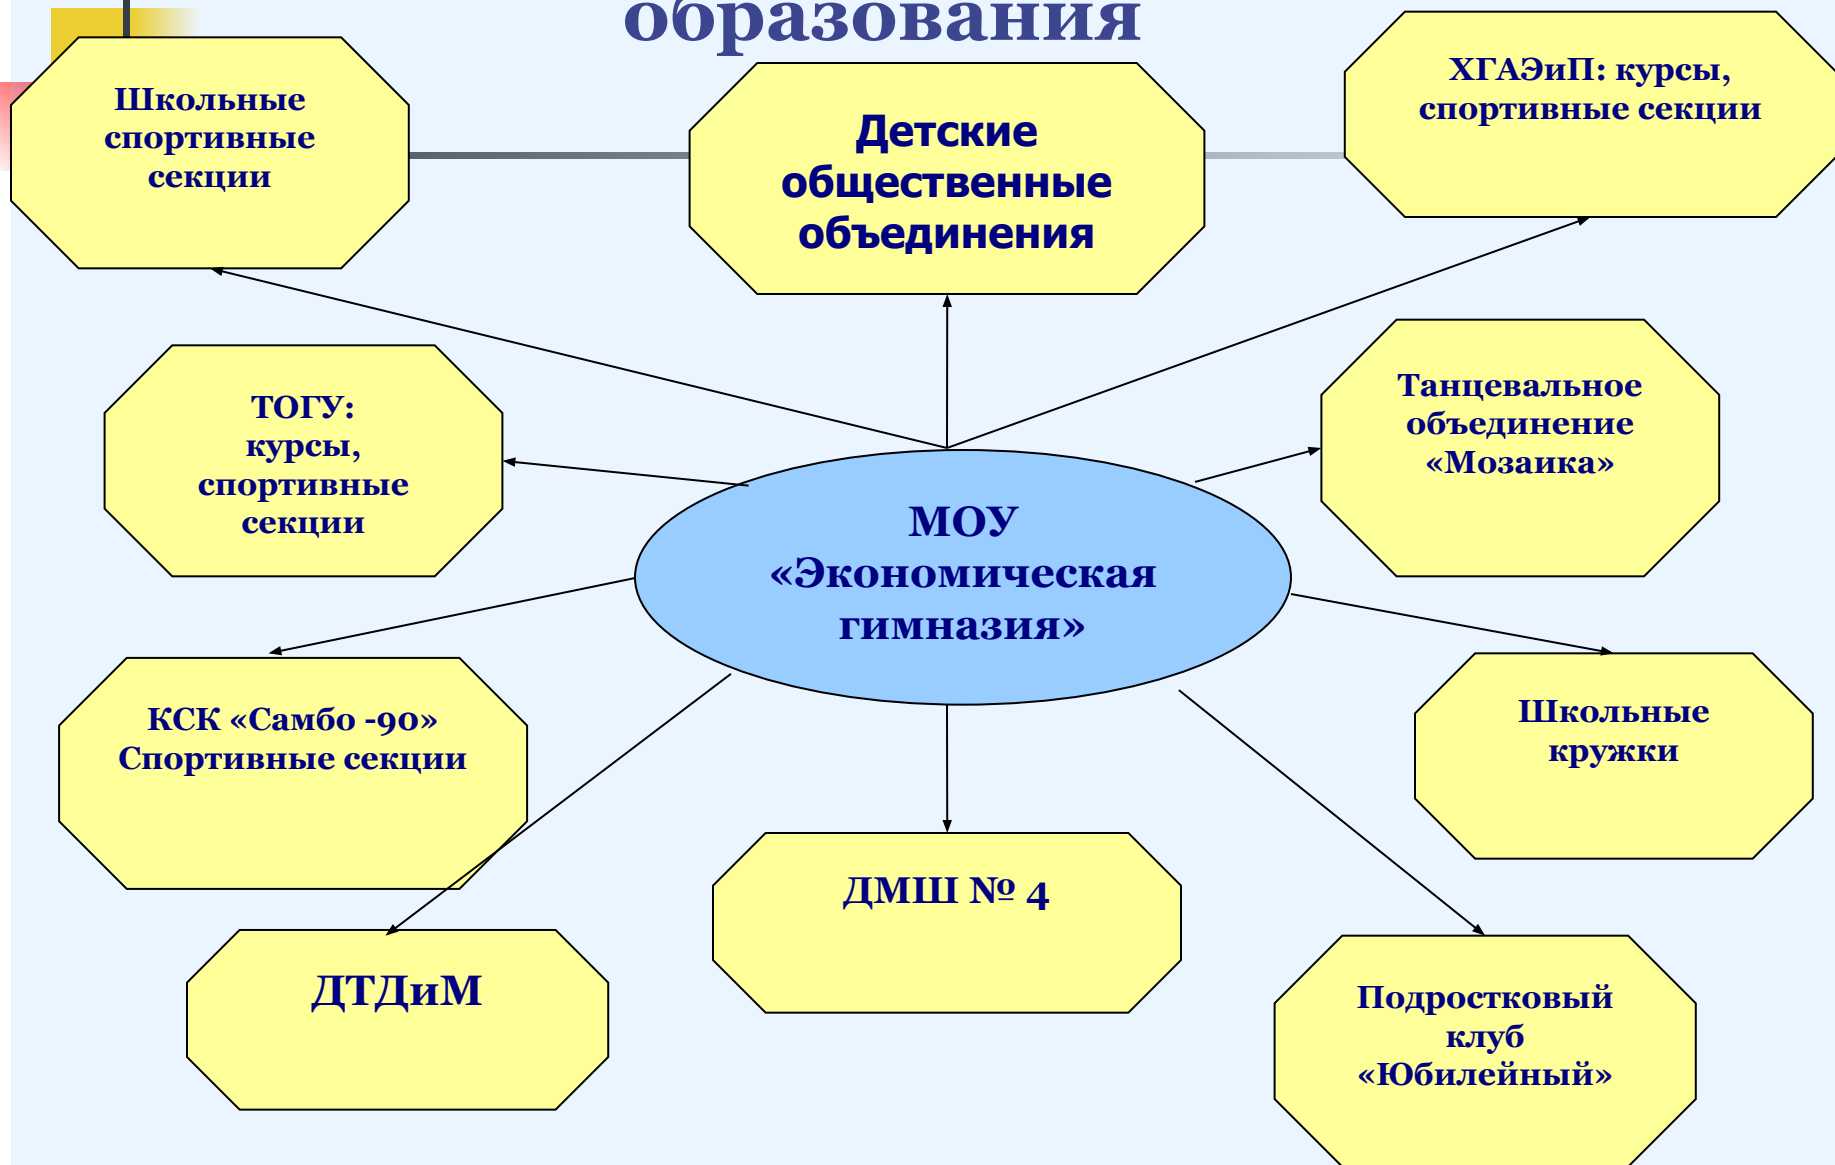 образования
Школьные
спортивные
секции
Детские
общественные
объединения
ХГАЭиП: курсы,
спортивные секции
ТОГУ:
курсы,
спортивные
секции
Танцевальное
объединение
«Мозаика»
МОУ
«Экономическая
гимназия»
КСК «Самбо -90»
Спортивные секции
Школьные
кружки
ДМШ № 4
ДТДиМ
Подростковый
клуб
«Юбилейный»